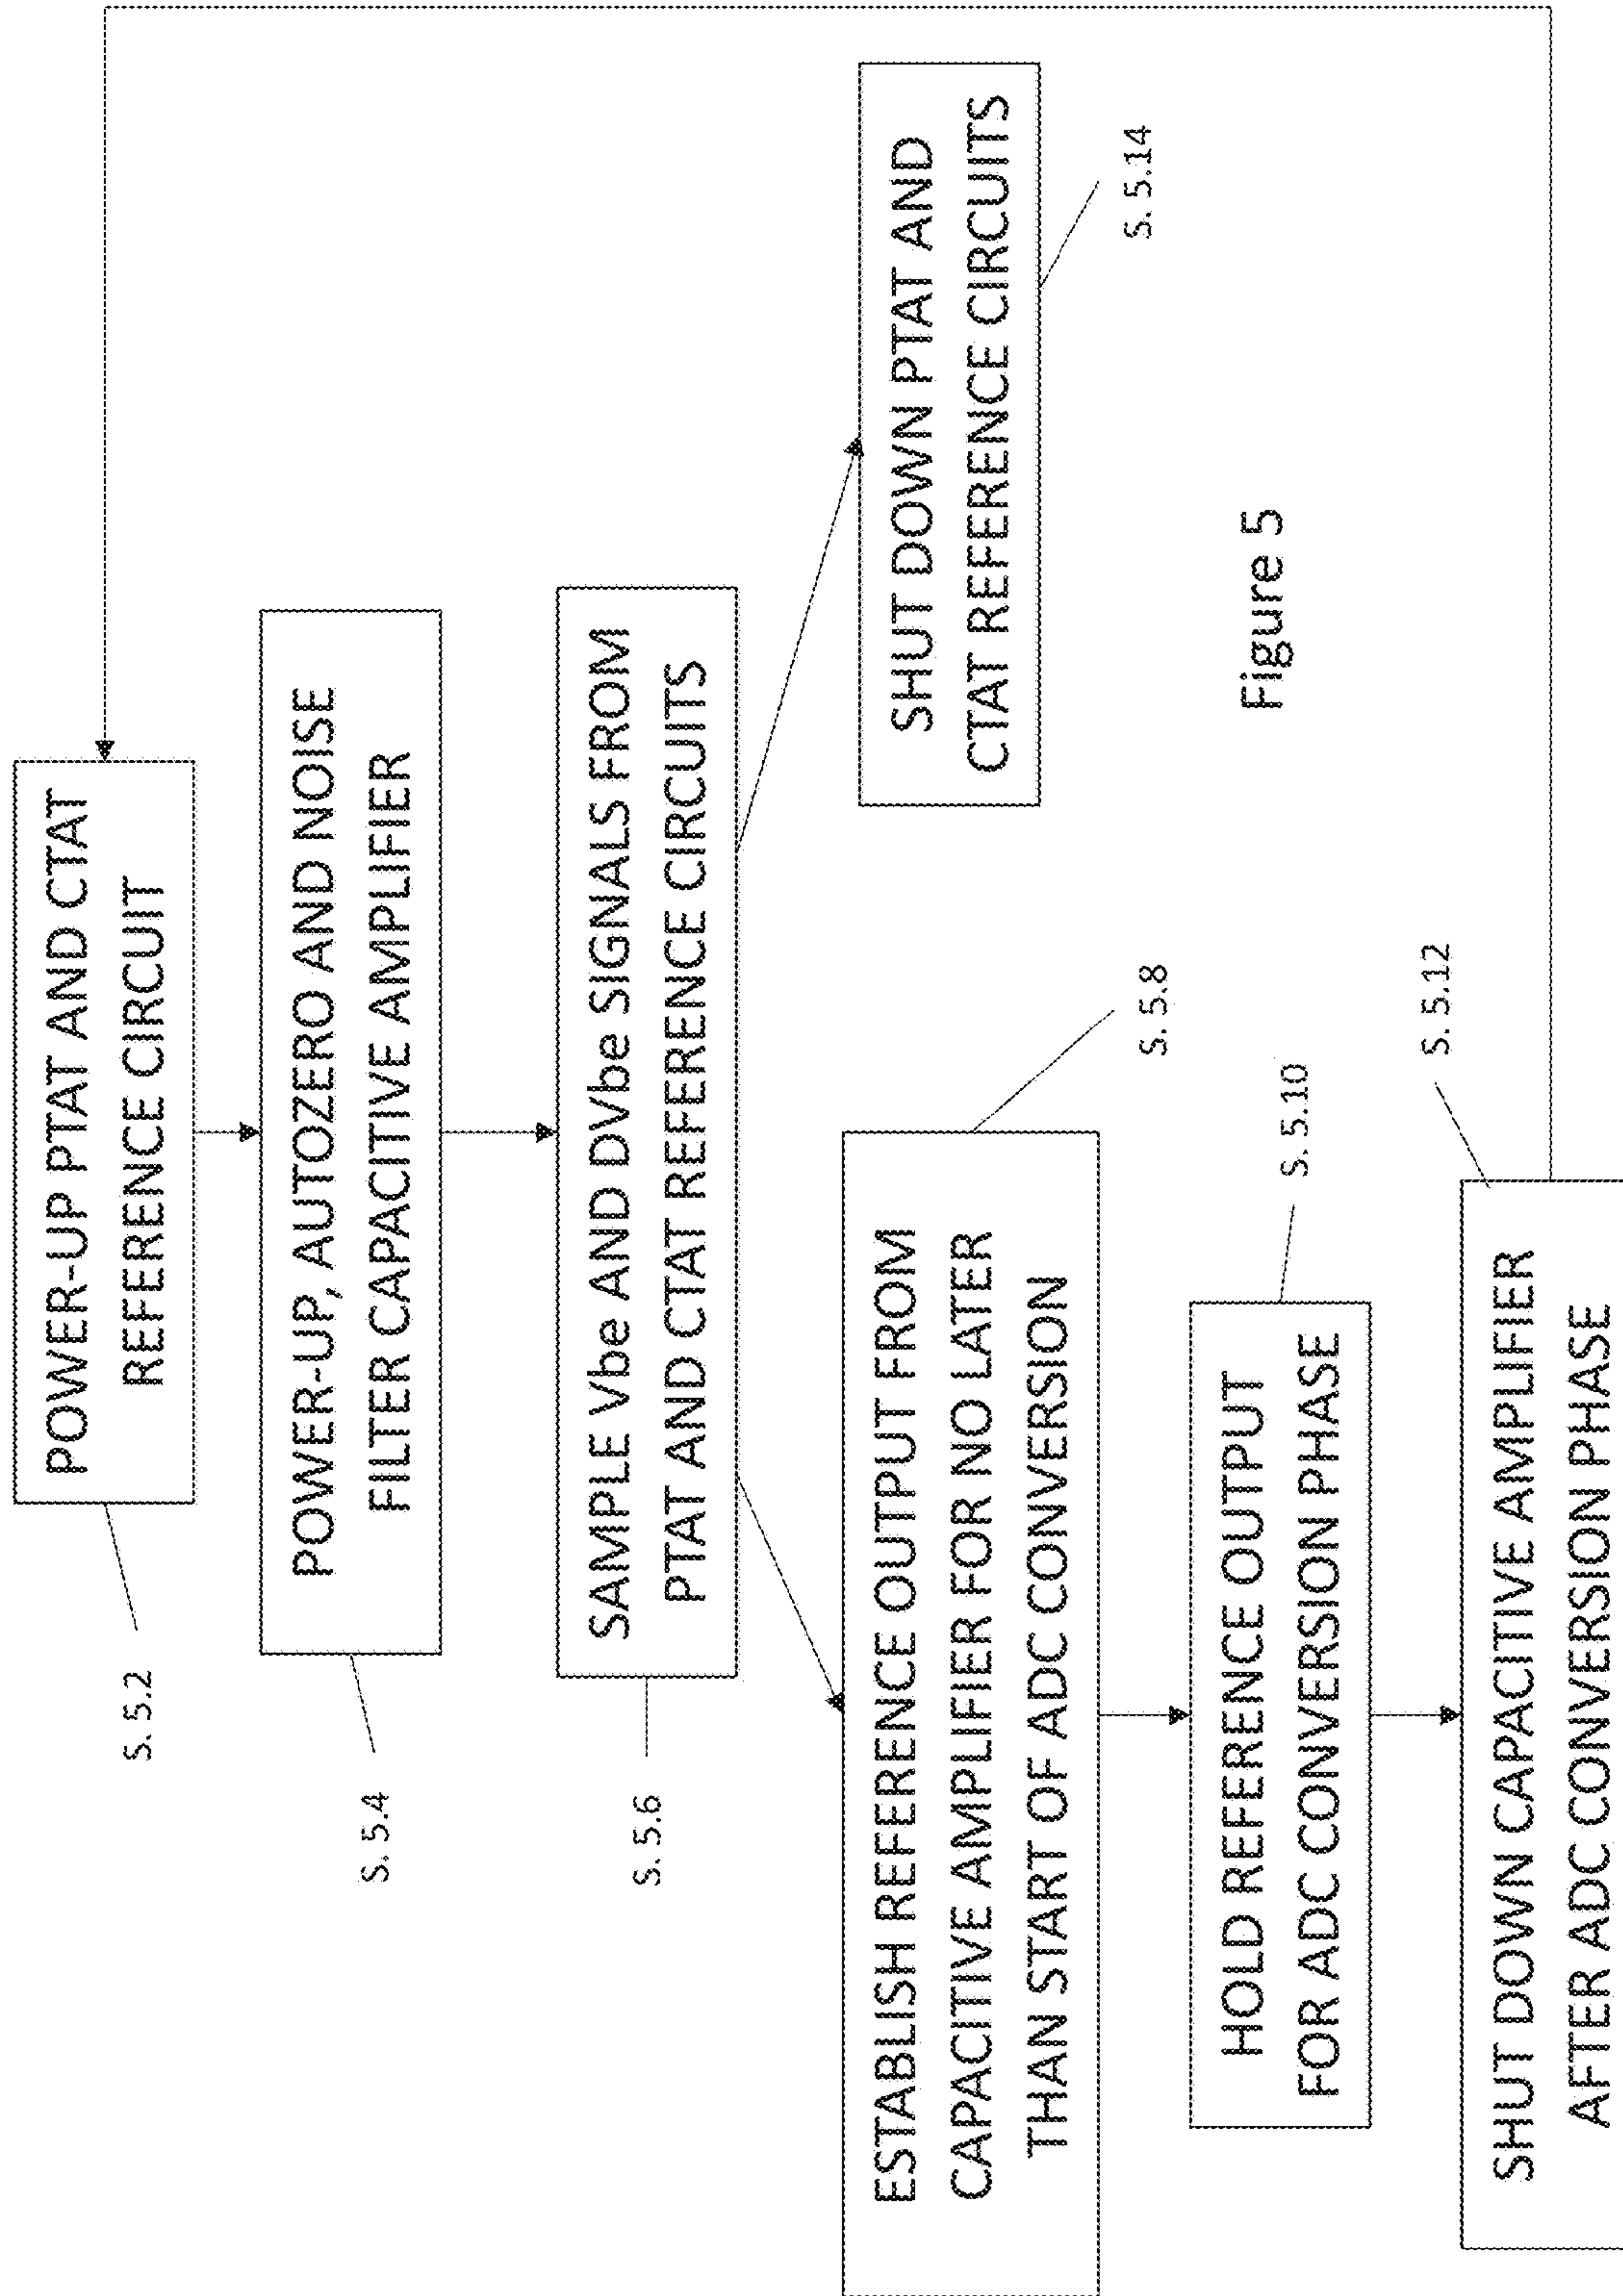 POWER-UP PTAT AND CTAT
REFERENCE CIRCUIT
S. 5.2
POWER-UP, AUTOZERO AND NOISE
FILTER CAPACITIVE AMPLIFIER
S. 5.4
SAMPLE Vbe AND DVbe SIGNALS FROM
PTAT AND CTAT REFERENCE CIRCUITS
S. 5.6
ESTABLISH REFERENCE OUTPUT FROM
CAPACITIVE AMPLIFIER FOR NO LATER
THAN START OF ADC CONVERSION
S. 5.8
SHUT DOWN PTAT AND
CTAT REFERENCE CIRCUITS
S. 5.14
HOLD REFERENCE OUTPUT
FOR ADC CONVERSION PHASE
S. 5.10
SHUT DOWN CAPACITIVE AMPLIFIER
AFTER ADC CONVERSION PHASE
S. 5.12
Figure 5